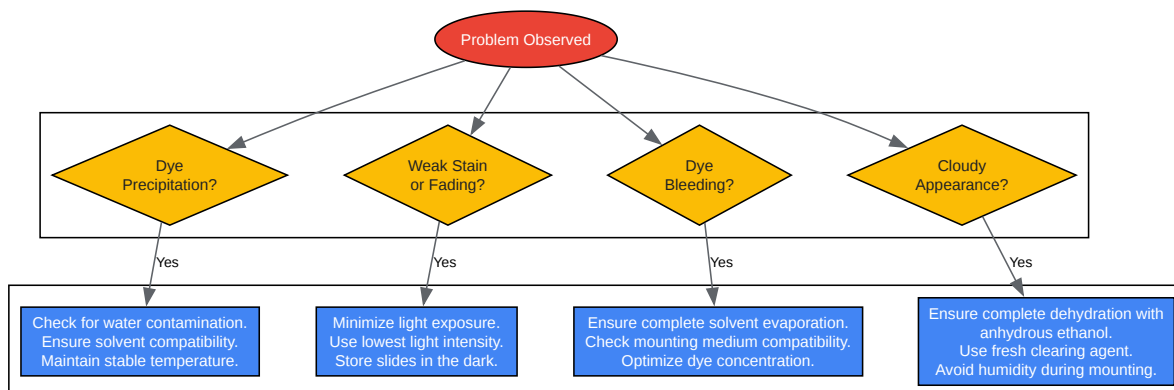 Problem Observed
Dye
Precipitation?
Weak Stain
or Fading?
Dye
Bleeding?
Cloudy
Appearance?
Yes
Yes
Yes
Yes
Check for water contamination.
Ensure solvent compatibility.
Maintain stable temperature.
Minimize light exposure.
Use lowest light intensity.
Store slides in the dark.
Ensure complete solvent evaporation.
Check mounting medium compatibility.
Optimize dye concentration.
Ensure complete dehydration with
anhydrous ethanol.
Use fresh clearing agent.
Avoid humidity during mounting.